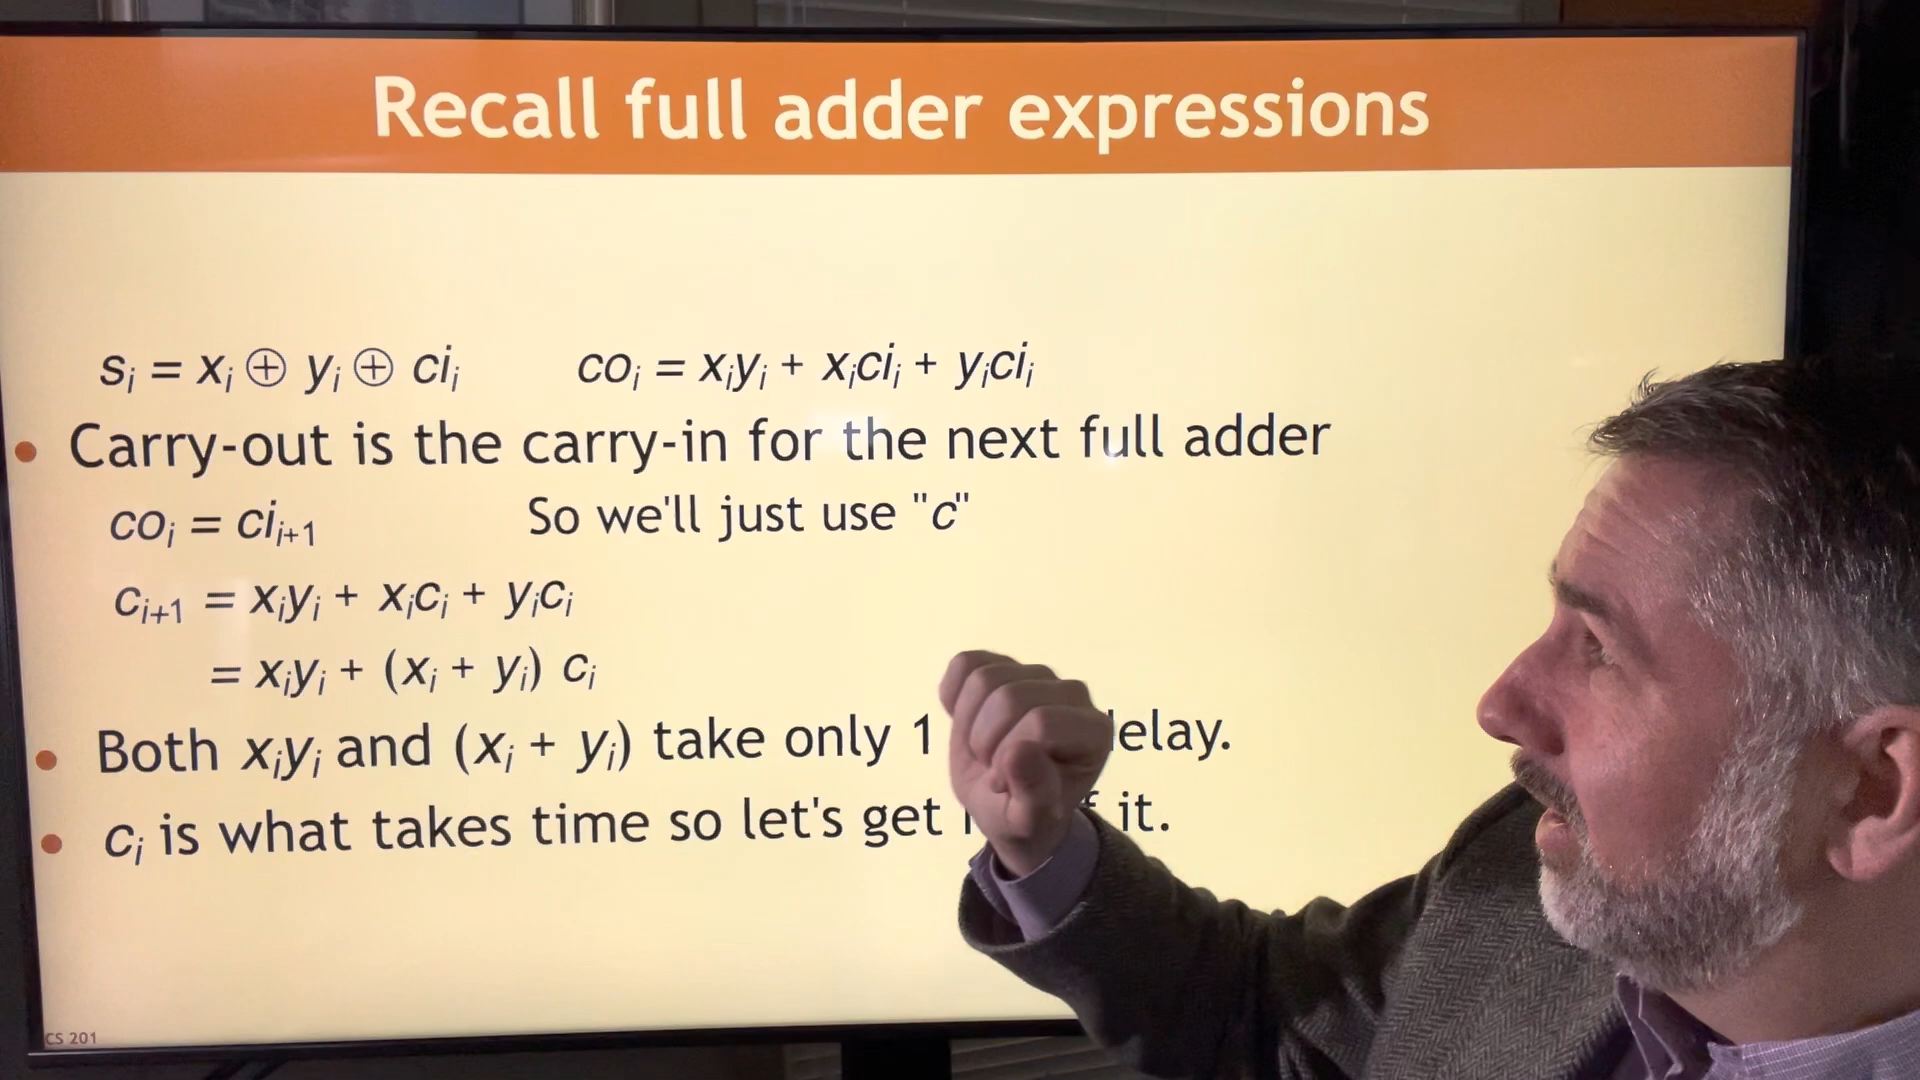 Recall full adder expressions
sᵢ = xᵢ ⊕ yᵢ ⊕ ciᵢ coᵢ = xᵢyᵢ + xᵢciᵢ + yᵢciᵢ
• Carry-out is the carry-in for the next full adder
coᵢ = ciᵢ₊₁ So we'll just use "c"
cᵢ₊₁ = xᵢyᵢ + xᵢcᵢ + yᵢcᵢ
= xᵢyᵢ + (xᵢ + yᵢ) cᵢ
• Both xᵢyᵢ and (xᵢ + yᵢ) take only 1 delay.
• cᵢ is what takes time so let's get it.
CS 201